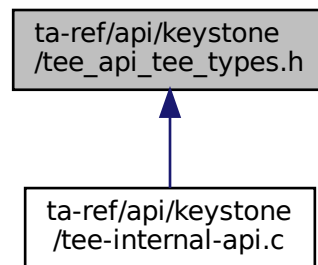 ta-ref/api/keystone
/tee_api_tee_types.h
ta-ref/api/keystone
/tee-internal-api.c